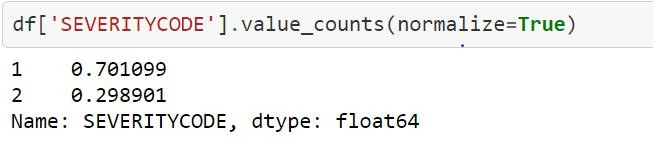 df['SEVERITYCODE'].value_counts(normalize=True)
1    0.701099
2    0.298901
Name: SEVERITYCODE, dtype: float64